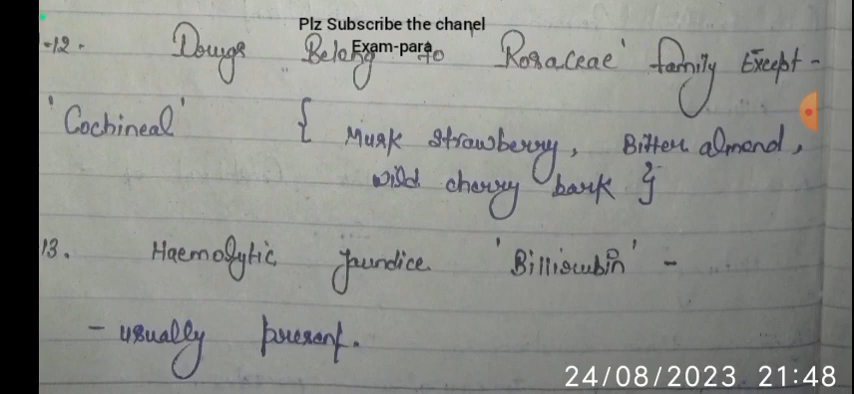 Plz Subscribe the chanel
Exam-para
-12. Drugs Belong to 'Rosaceae' family Except -
'Cochineal' { Musk strawberry, Bitter almond,
wild cherry bark }
13. Haemolytic jaundice 'Billirubin' -
- usually present.
24/08/2023 21:48